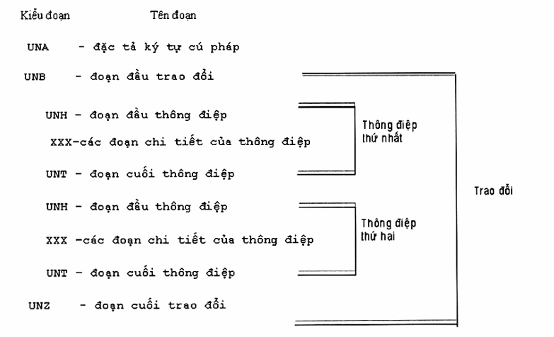 Kiểu đoạn Tên đoạn
UNA - đặc tả ký tự cú pháp
UNB - đoạn đầu trao đổi
UNH - đoạn đầu thông điệp
XXX-các đoạn chi tiết của thông điệp
UNT - đoạn cuối thông điệp
Thông điệp
thứ nhất
UNH - đoạn đầu thông điệp
XXX -các đoạn chi tiết của thông điệp
UNT - đoạn cuối thông điệp
Thông điệp
thứ hai
UNZ - đoạn cuối trao đổi
Trao đổi